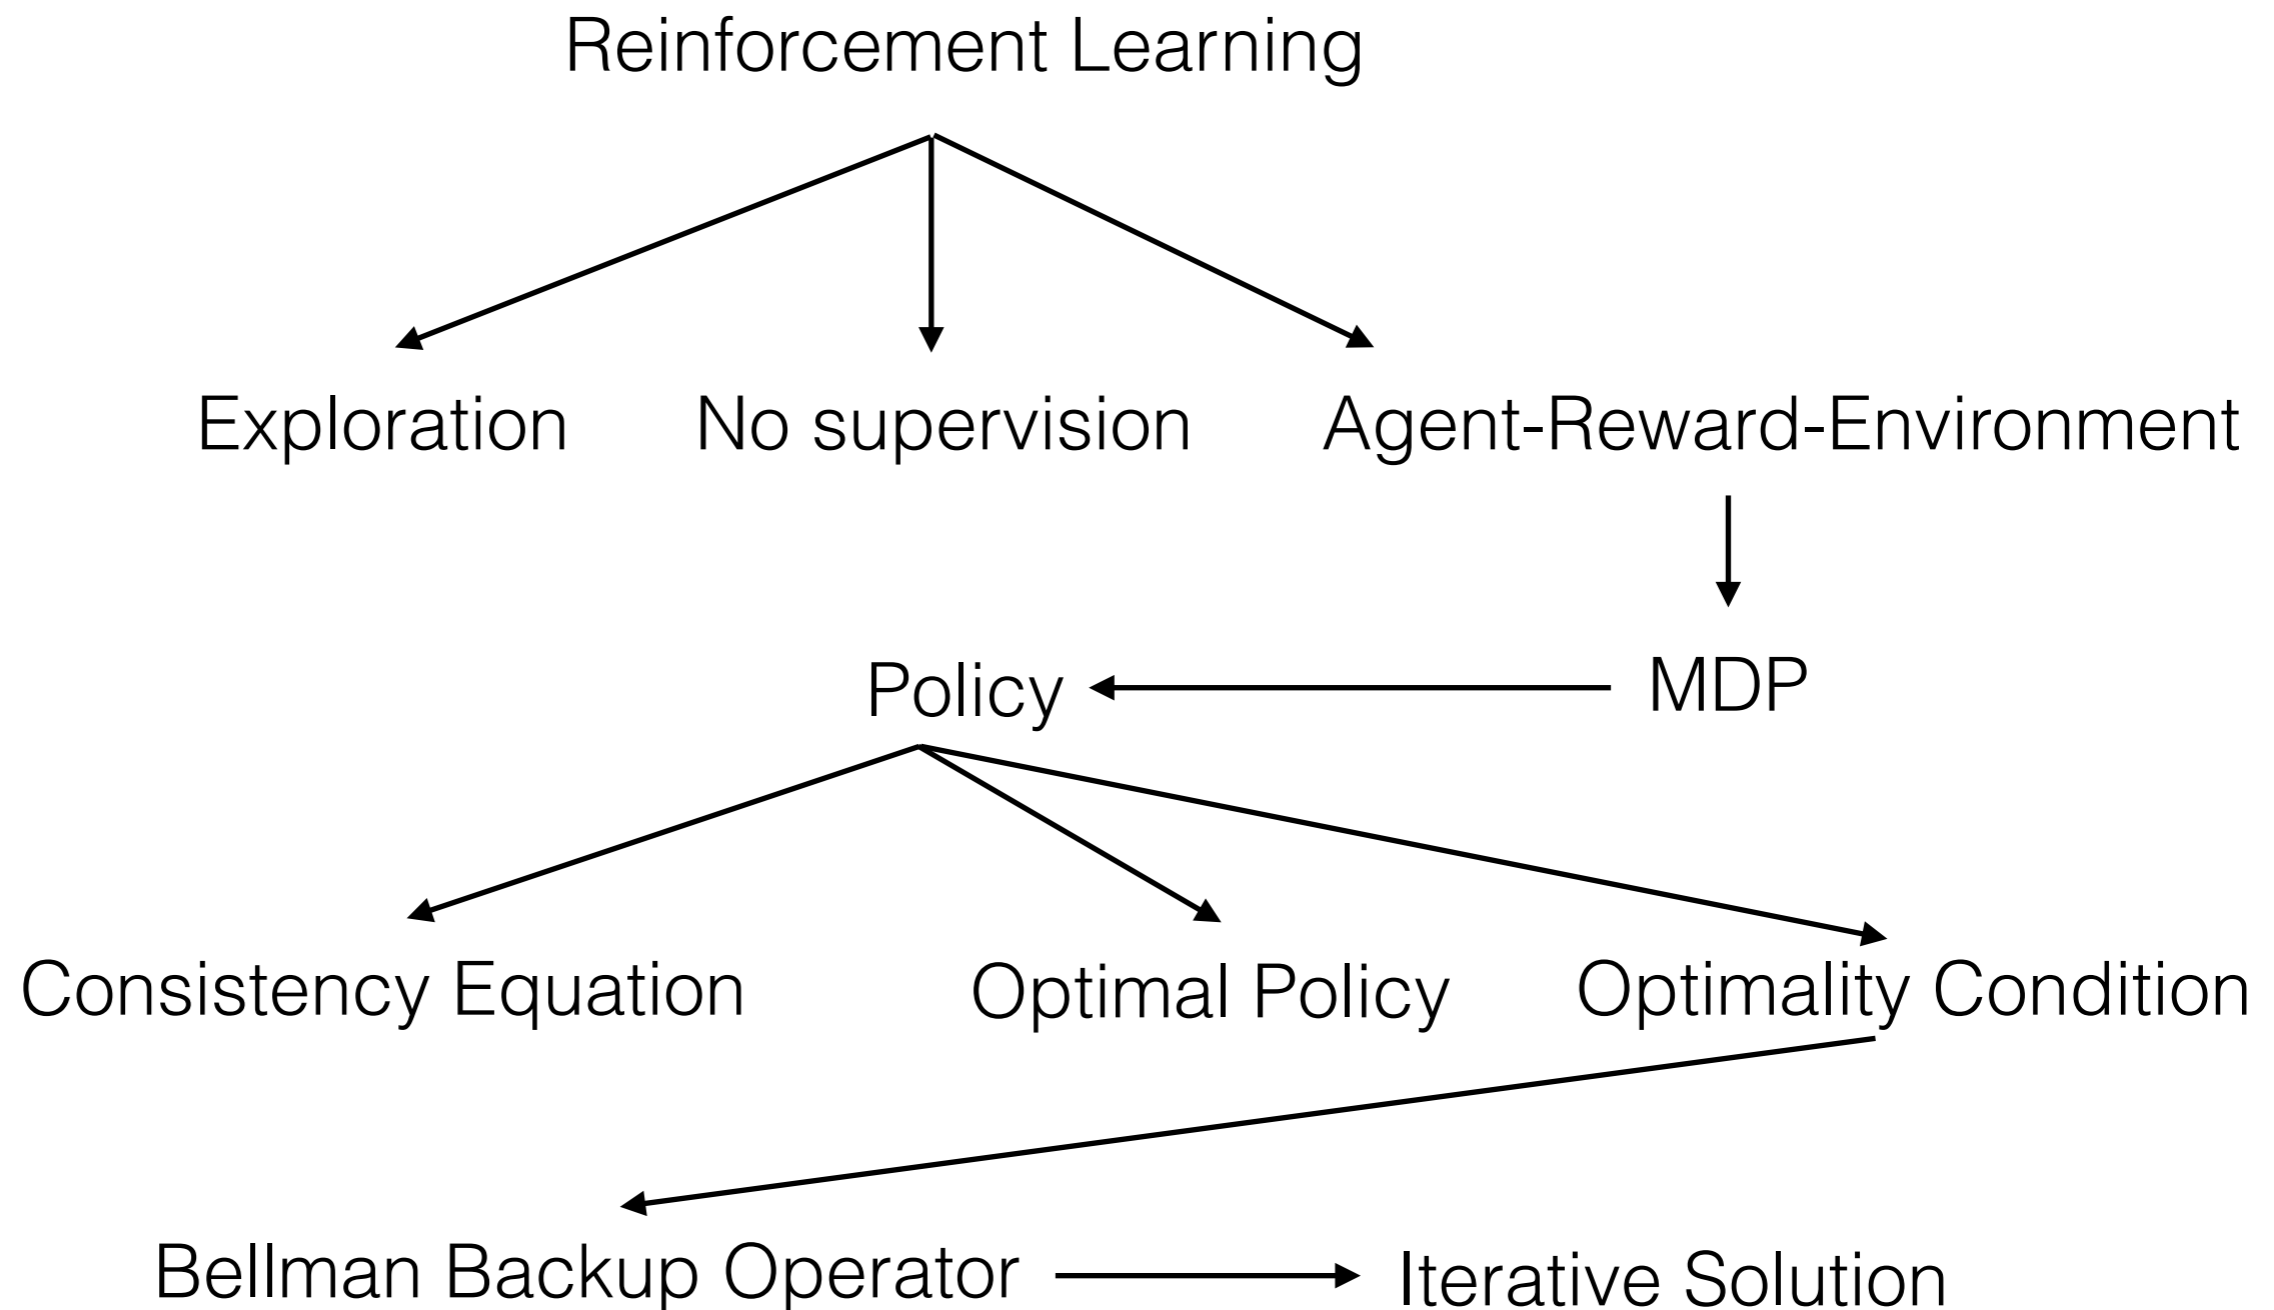 Reinforcement Learning
Exploration
No supervision
Agent-Reward-Environment
Policy
MDP
Consistency Equation
Optimal Policy
Optimality Condition
Bellman Backup Operator
Iterative Solution